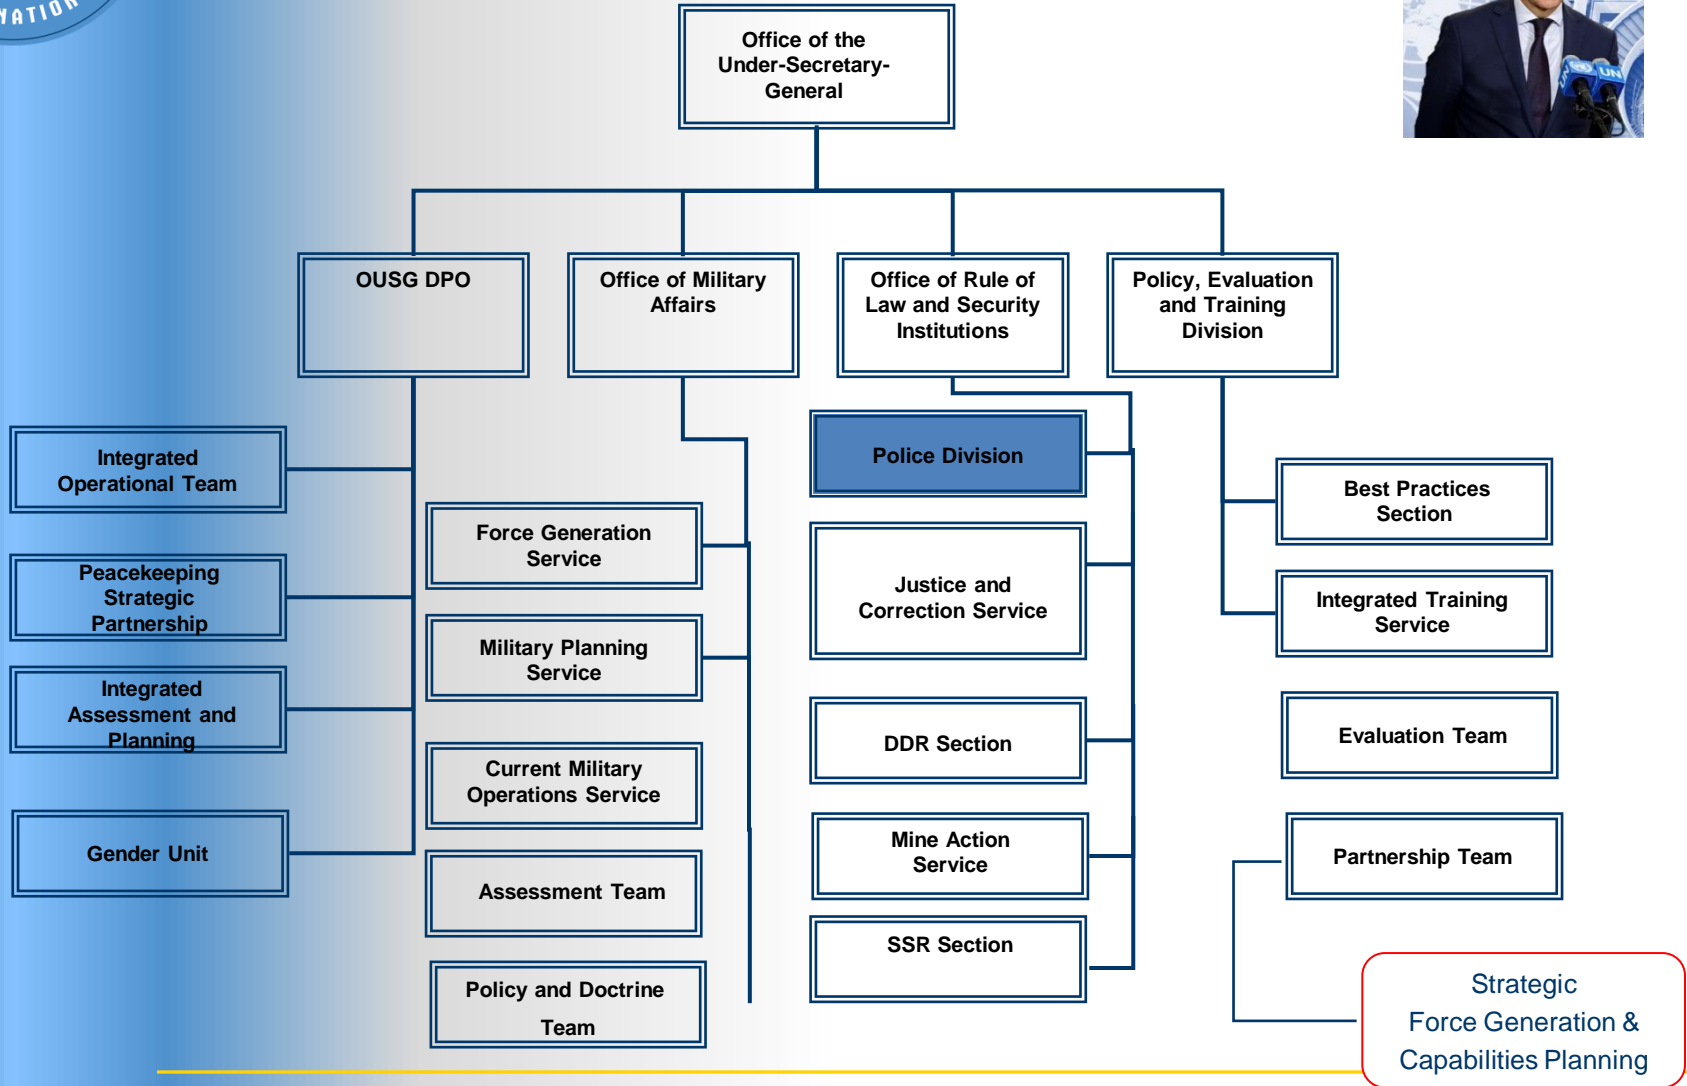 NATION
Office of the
Under-Secretary-
General
UN
UN
OUSG DPO
Office of Military
Affairs
Office of Rule of
Law and Security
Institutions
Policy, Evaluation
and Training
Division
Integrated
Operational Team
Peacekeeping
Strategic
Partnership
Integrated
Assessment and
Planning
Gender Unit
Force Generation
Service
Military Planning
Service
Current Military
Operations Service
Assessment Team
Policy and Doctrine
Team
Police Division
Justice and
Correction Service
DDR Section
Mine Action
Service
SSR Section
Best Practices
Section
Integrated Training
Service
Evaluation Team
Partnership Team
Strategic
Force Generation &
Capabilities Planning